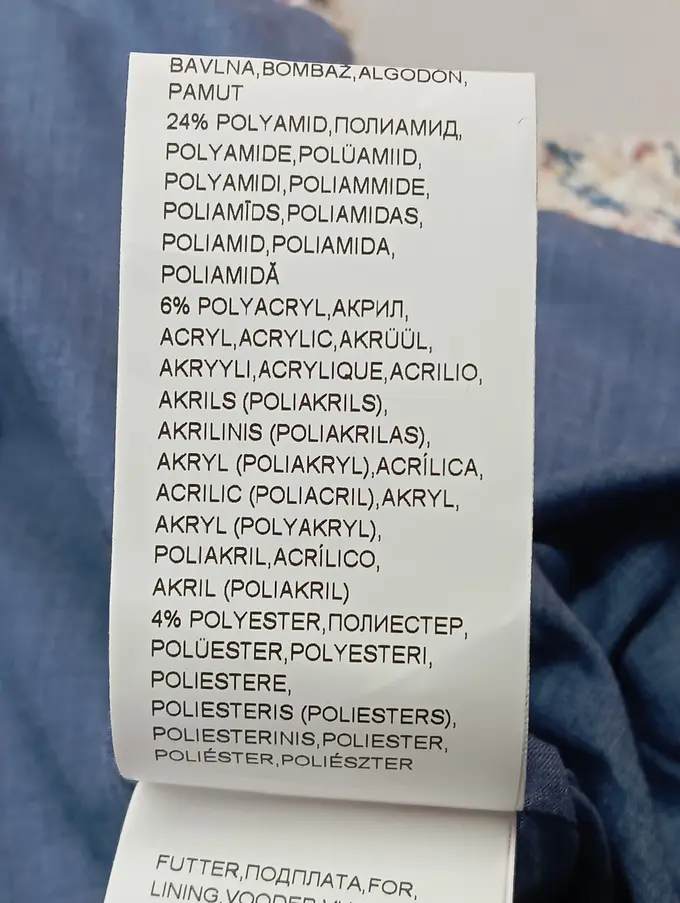 BAVLNA,BOMBAŽ,ALGODÓN,
PAMUT
24% POLYAMID,ПОЛИАМИД,
POLYAMIDE,POLÜAMIID,
POLYAMIDI,POLIAMMIDE,
POLIAMĪDS,POLIAMIDAS,
POLIAMID,POLIAMIDA,
POLIAMIDĂ
6% POLYACRYL,АКРИЛ,
ACRYL,ACRYLIC,AKRÜÜL,
AKRYYLI,ACRYLIQUE,ACRILIO,
AKRILS (POLIAKRILS),
AKRILINIS (POLIAKRILAS),
AKRYL (POLIAKRYL),ACRÍLICA,
ACRILIC (POLIACRIL),AKRYL,
AKRYL (POLYAKRYL),
POLIAKRIL,ACRÍLICO,
AKRIL (POLIAKRIL)
4% POLYESTER,ПОЛИЕСТЕР,
POLÜESTER,POLYESTERI,
POLIESTERE,
POLIESTERIS (POLIESTERS),
POLIESTERINIS,POLIESTER,
POLIÉSTER,POLIÉSZTER
FUTTER,ПОДПЛАТА,FOR,
LINING,VOODER,